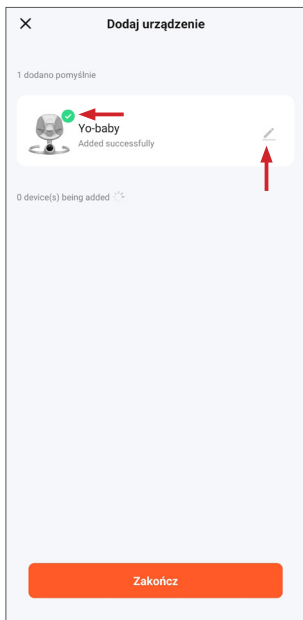 Dodaj urządzenie
1 dodano pomyślnie
Yo-baby
Added successfully
0 device(s) being added
Zakończ